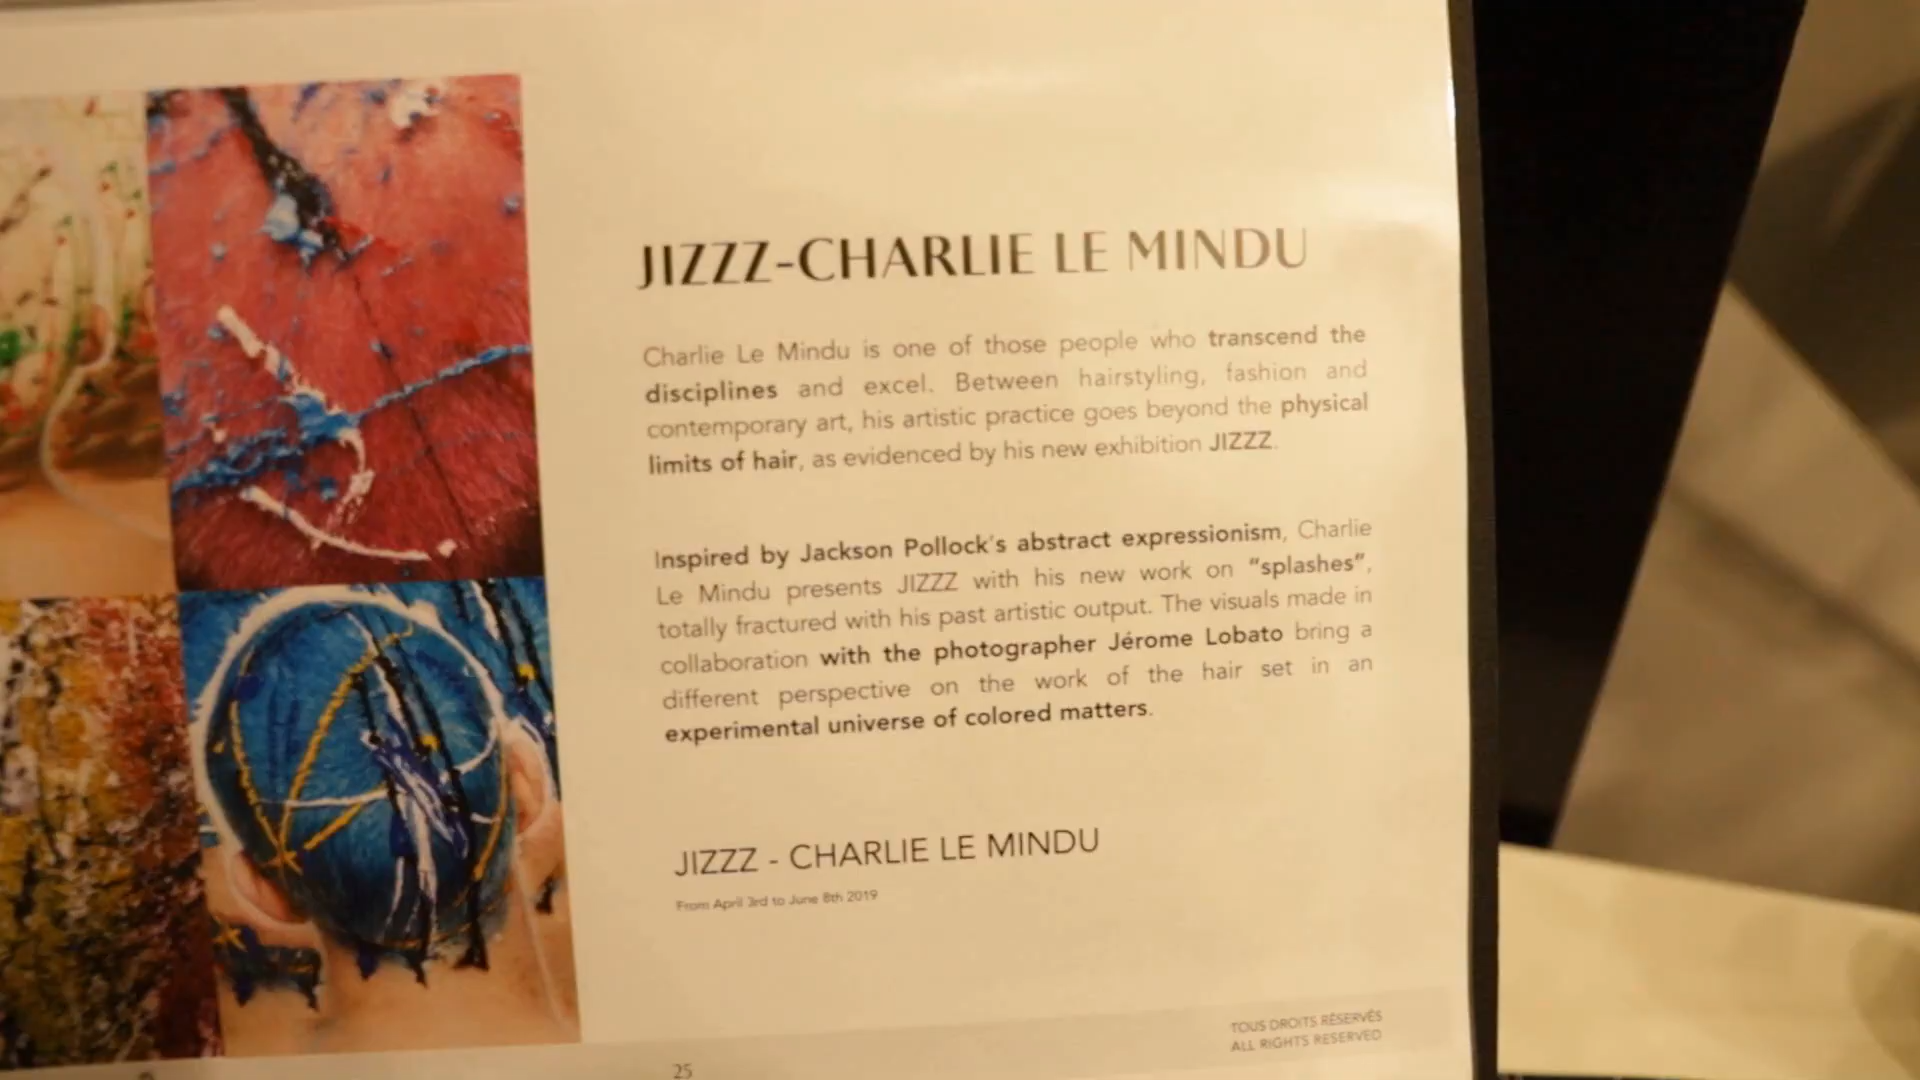 JIZZZ-CHARLIE LE MINDU
Charlie Le Mindu is one of those people who transcend the
disciplines and excel. Between hairstyling, fashion and
contemporary art, his artistic practice goes beyond the physical
limits of hair, as evidenced by his new exhibition JIZZZ.
Inspired by Jackson Pollock's abstract expressionism, Charlie
Le Mindu presents JIZZZ with his new work on “splashes”,
totally fractured with his past artistic output. The visuals made in
collaboration with the photographer Jérome Lobato bring a
different perspective on the work of the hair set in an
experimental universe of colored matters.
JIZZZ - CHARLIE LE MINDU
From April 3rd to June 8th 2019
TOUS DROITS RÉSERVÉS
ALL RIGHTS RESERVED
25